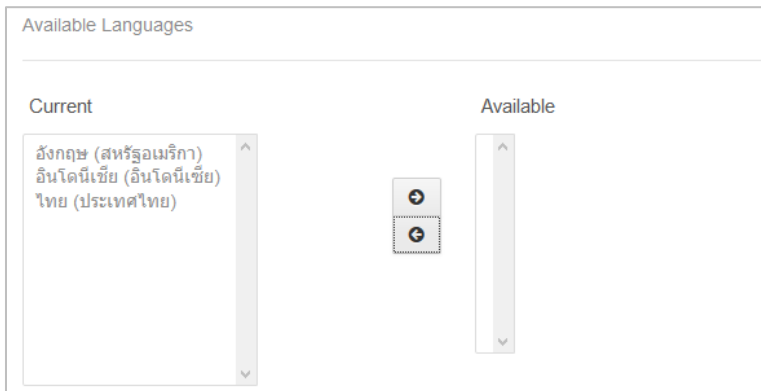 Available Languages
Current
Available
อังกฤษ (สหรัฐอเมริกา)
อินโดนีเชีย (อินโดนีเซีย)
ไทย (ประเทศไทย)